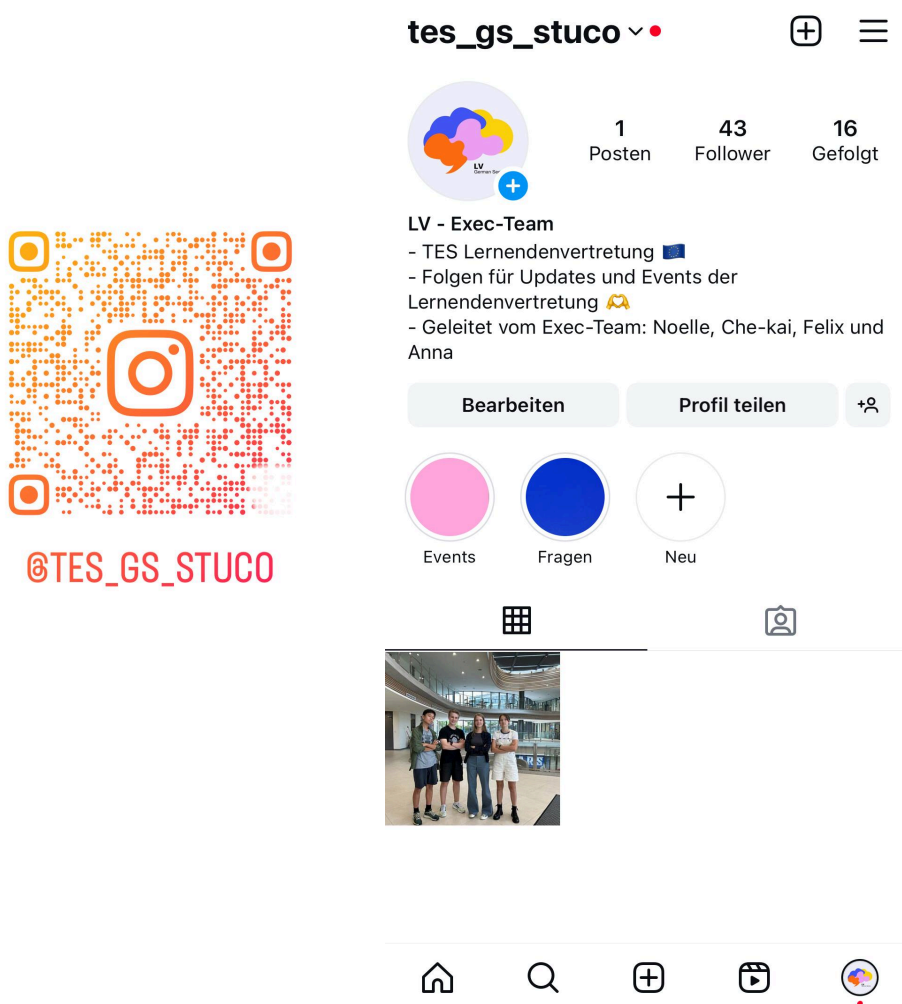 @TES_GS_STUCO
tes_gs_stuco
1
Posten
43
Follower
16
Gefolgt
LV
LV - Exec-Team
- TES Lernendenvertretung 🇪🇺
- Folgen für Updates und Events der
Lernendenvertretung 🫶
- Geleitet vom Exec-Team: Noelle, Che-kai, Felix und
Anna
Bearbeiten
Profil teilen
Events
Fragen
Neu